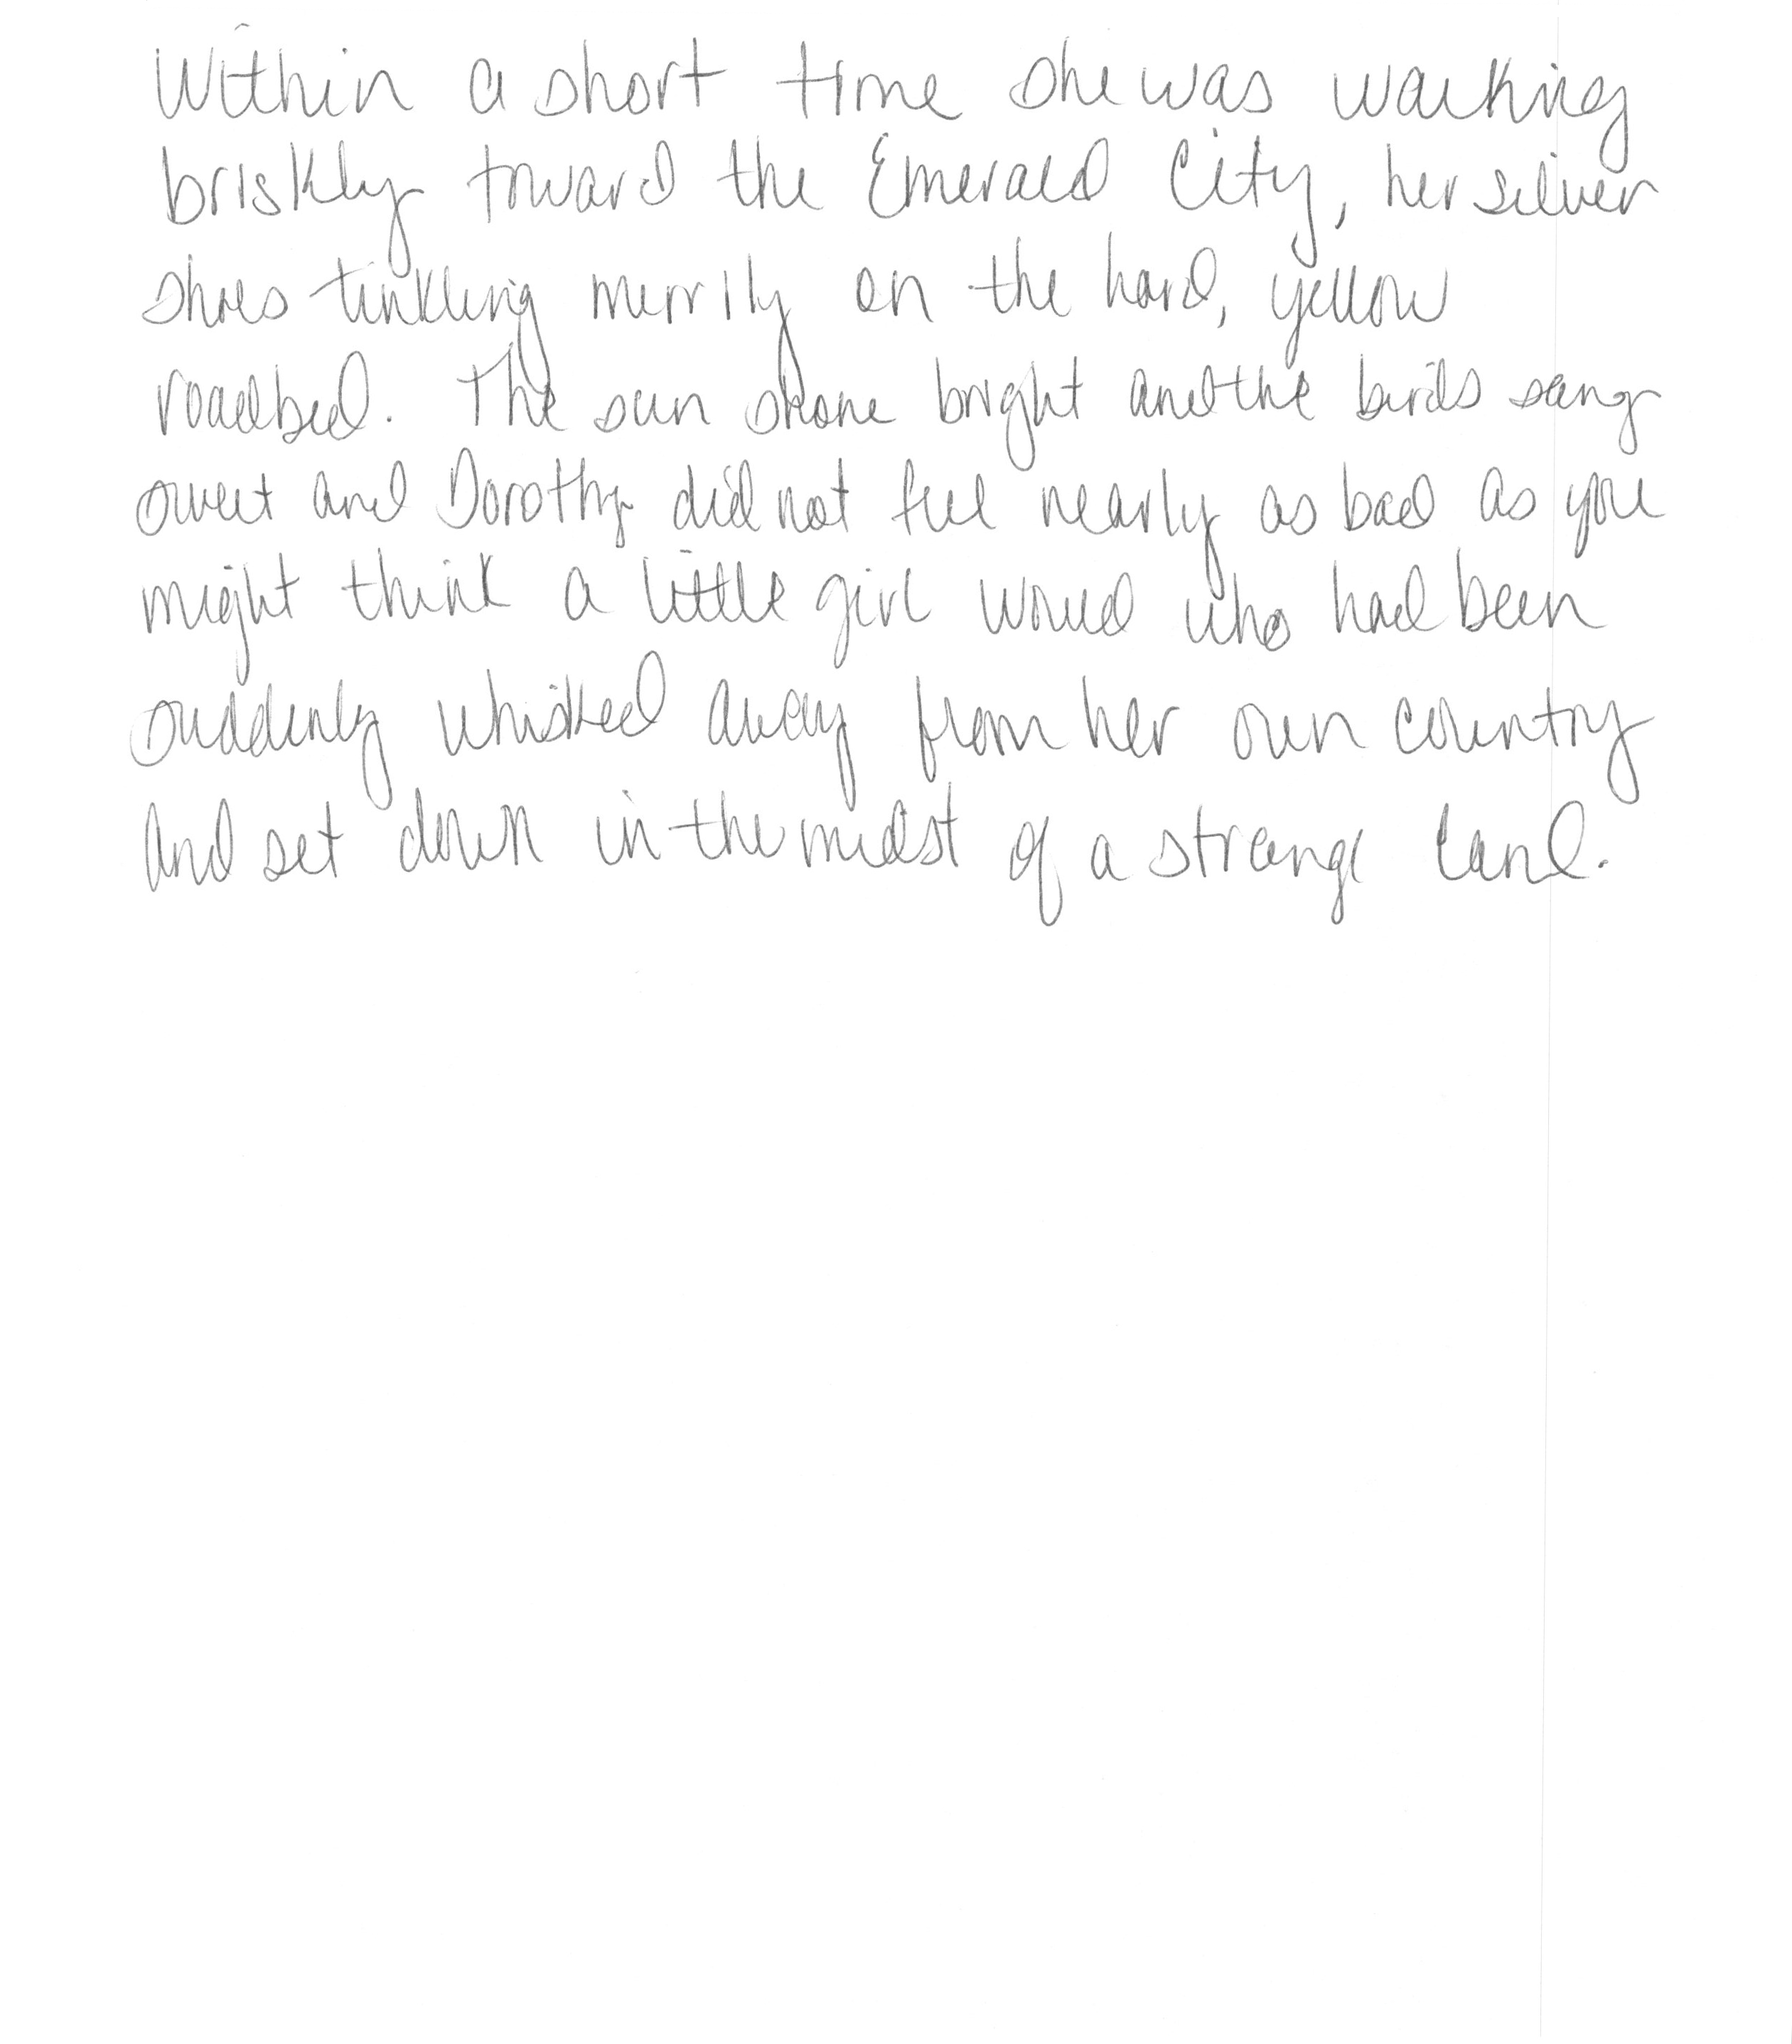 Within a short time she was walking
briskly toward the Emerald City, her silver
shoes tinkling merrily on the hard, yellow
roadbed. The sun shone bright and the birds sang
sweet and Dorothy did not feel nearly as bad as you
might think a little girl would who had been
suddenly whisked away from her own country
and set down in the midst of a strange land.